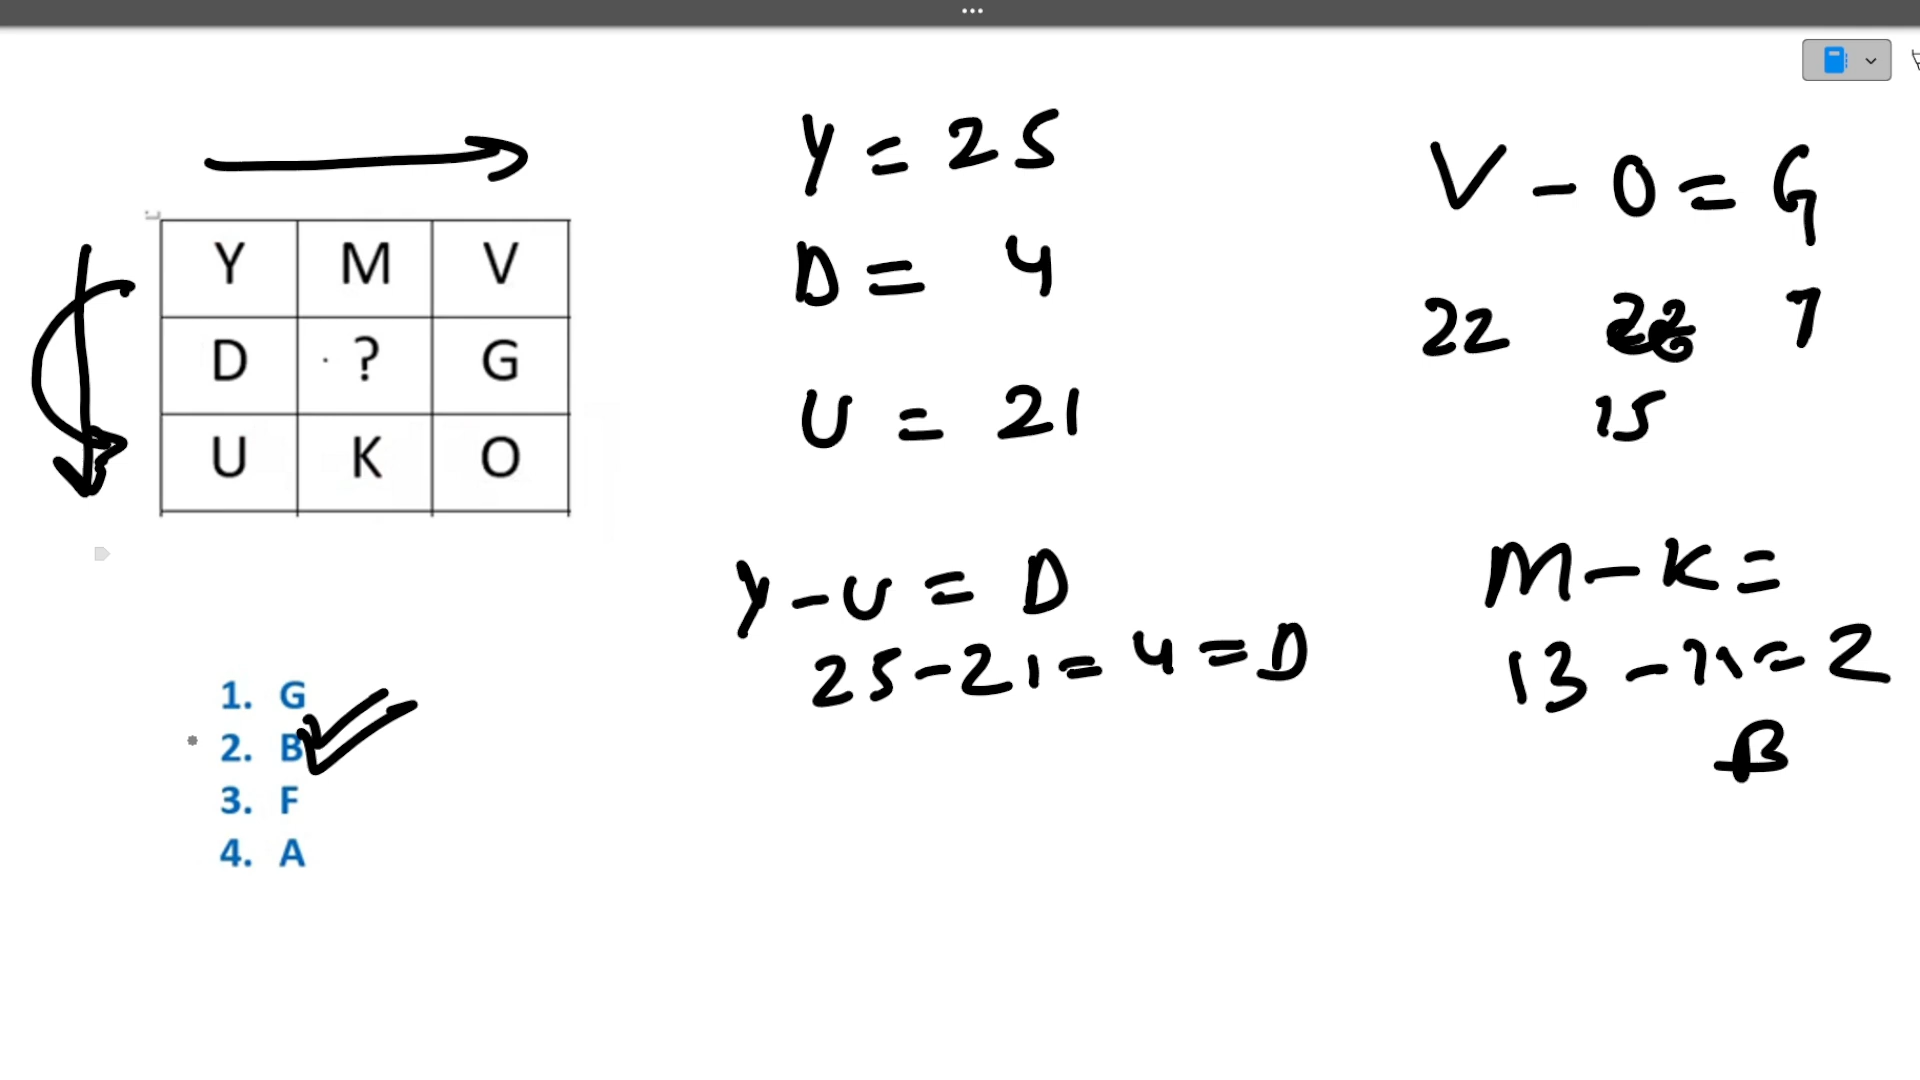 Y M V
D ? G
U K O
1. G
2. B
3. F
4. A
Y = 25
D = 4
U = 21
Y - U = D
25 - 21 = 4 = D
V - O = G
22 7
15
M - K =
13 - 11 = 2
B